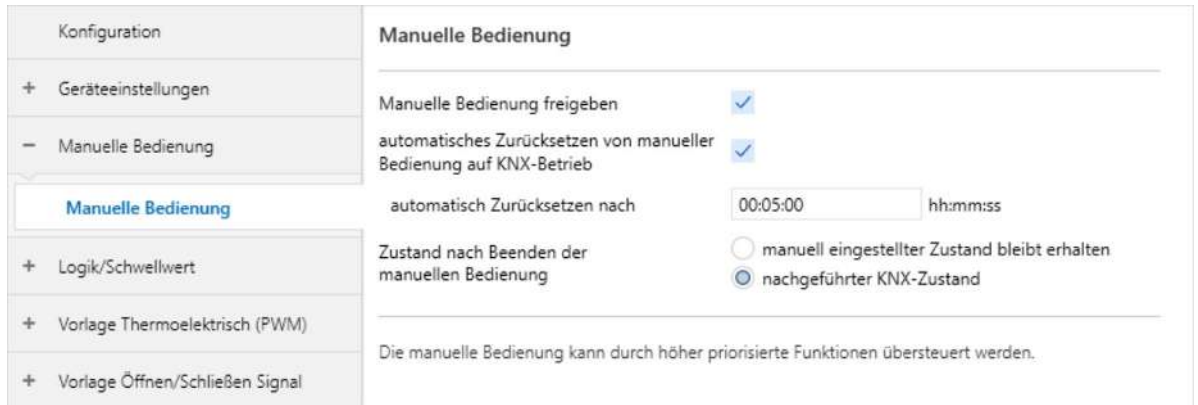 Konfiguration
+ Geräteeinstellungen
− Manuelle Bedienung
Manuelle Bedienung
+ Logik/Schwellwert
+ Vorlage Thermoelektrisch (PWM)
+ Vorlage Öffnen/Schließen Signal
Manuelle Bedienung
Manuelle Bedienung freigeben
automatisches Zurücksetzen von manueller
Bedienung auf KNX-Betrieb
automatisch Zurücksetzen nach 00:05:00 hh:mm:ss
Zustand nach Beenden der
manuellen Bedienung
manuell eingestellter Zustand bleibt erhalten
nachgeführter KNX-Zustand
Die manuelle Bedienung kann durch höher priorisierte Funktionen übersteuert werden.